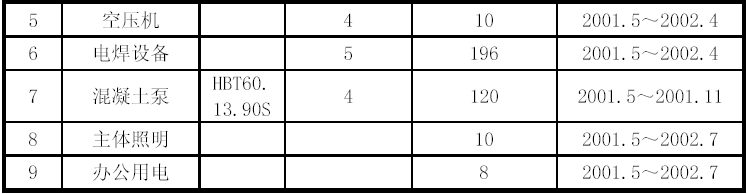 5 空压机 4 10 2001.5～2002.4
6 电焊设备 5 196 2001.5～2002.4
7 混凝土泵 HBT60.13.90S 4 120 2001.5～2001.11
8 主体照明 10 2001.5～2002.7
9 办公用电 8 2001.5～2002.7